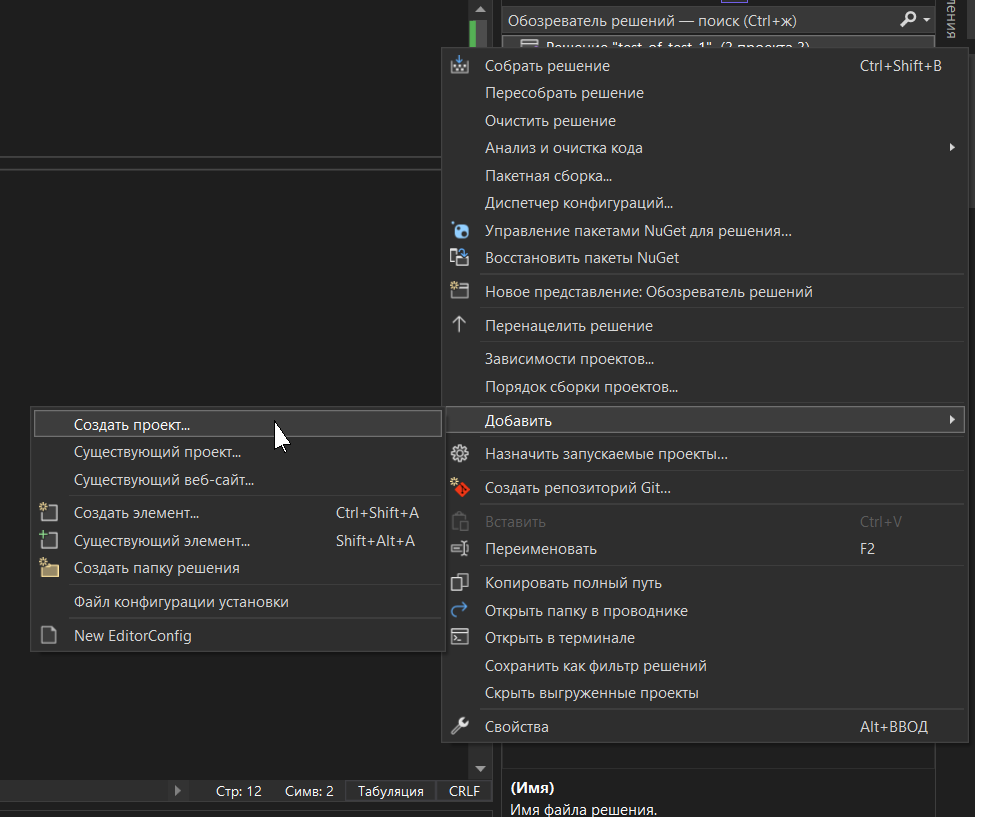 Обозреватель решений — поиск (Ctrl+ж)
Решение "test_of_test_1" (2 проекта 2)
Собрать решение Ctrl+Shift+B
Пересобрать решение
Очистить решение
Анализ и очистка кода
Пакетная сборка...
Диспетчер конфигураций...
Управление пакетами NuGet для решения...
Восстановить пакеты NuGet
Новое представление: Обозреватель решений
Перенацелить решение
Зависимости проектов...
Порядок сборки проектов...
Добавить
Назначить запускаемые проекты...
Создать репозиторий Git...
Вставить Ctrl+V
Переименовать F2
Копировать полный путь
Открыть папку в проводнике
Открыть в терминале
Сохранить как фильтр решений
Скрыть выгруженные проекты
Свойства Alt+ВВОД
Создать проект...
Существующий проект...
Существующий веб-сайт...
Создать элемент... Ctrl+Shift+A
Существующий элемент... Shift+Alt+A
Создать папку решения
Файл конфигурации установки
New EditorConfig
Стр: 12 Симв: 2 Табуляция CRLF
(Имя)
Имя файла решения.